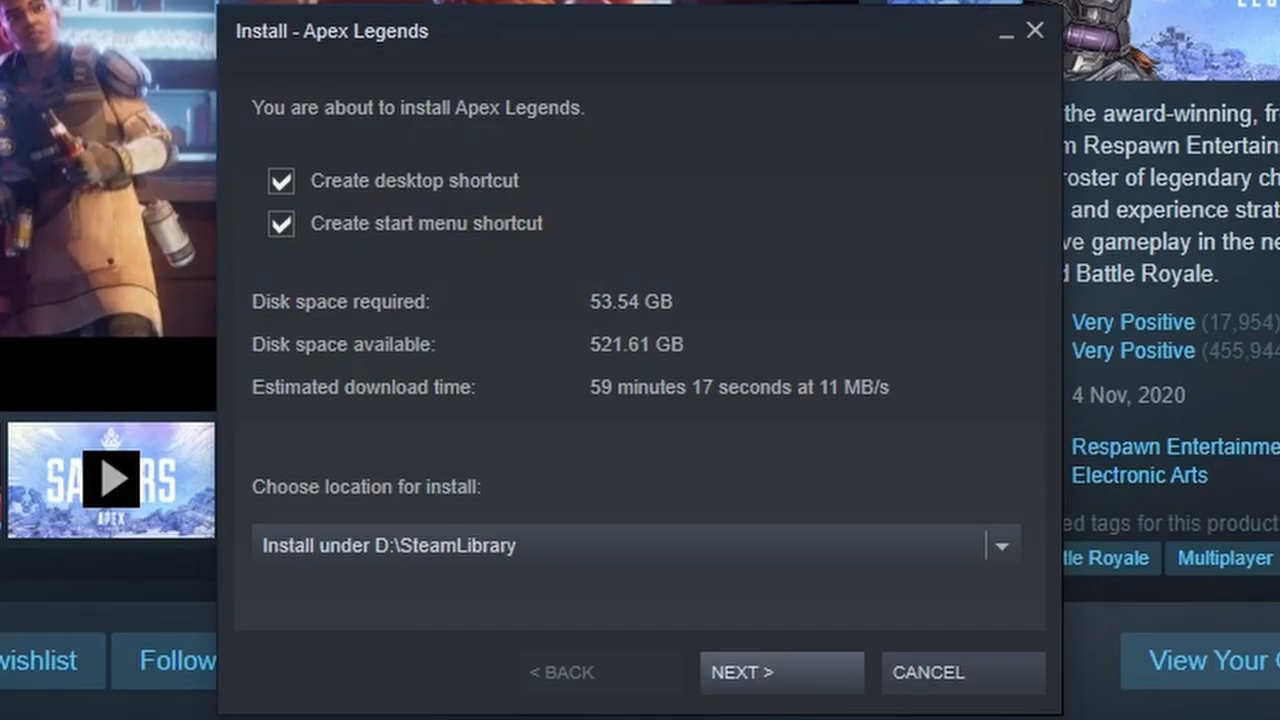 Install - Apex Legends
You are about to install Apex Legends.
Create desktop shortcut
Create start menu shortcut
Disk space required: 53.54 GB
Disk space available: 521.61 GB
Estimated download time: 59 minutes 17 seconds at 11 MB/s
Choose location for install:
Install under D:\SteamLibrary
< BACK
NEXT >
CANCEL
the award-winning, fr
m Respawn Entertain
roster of legendary ch
and experience strat
ve gameplay in the ne
d Battle Royale.
Very Positive (17,954)
Very Positive (455,944
4 Nov, 2020
Respawn Entertainme
Electronic Arts
ed tags for this product
tle Royale
Multiplayer
APEX
wishlist
Follow
View Your